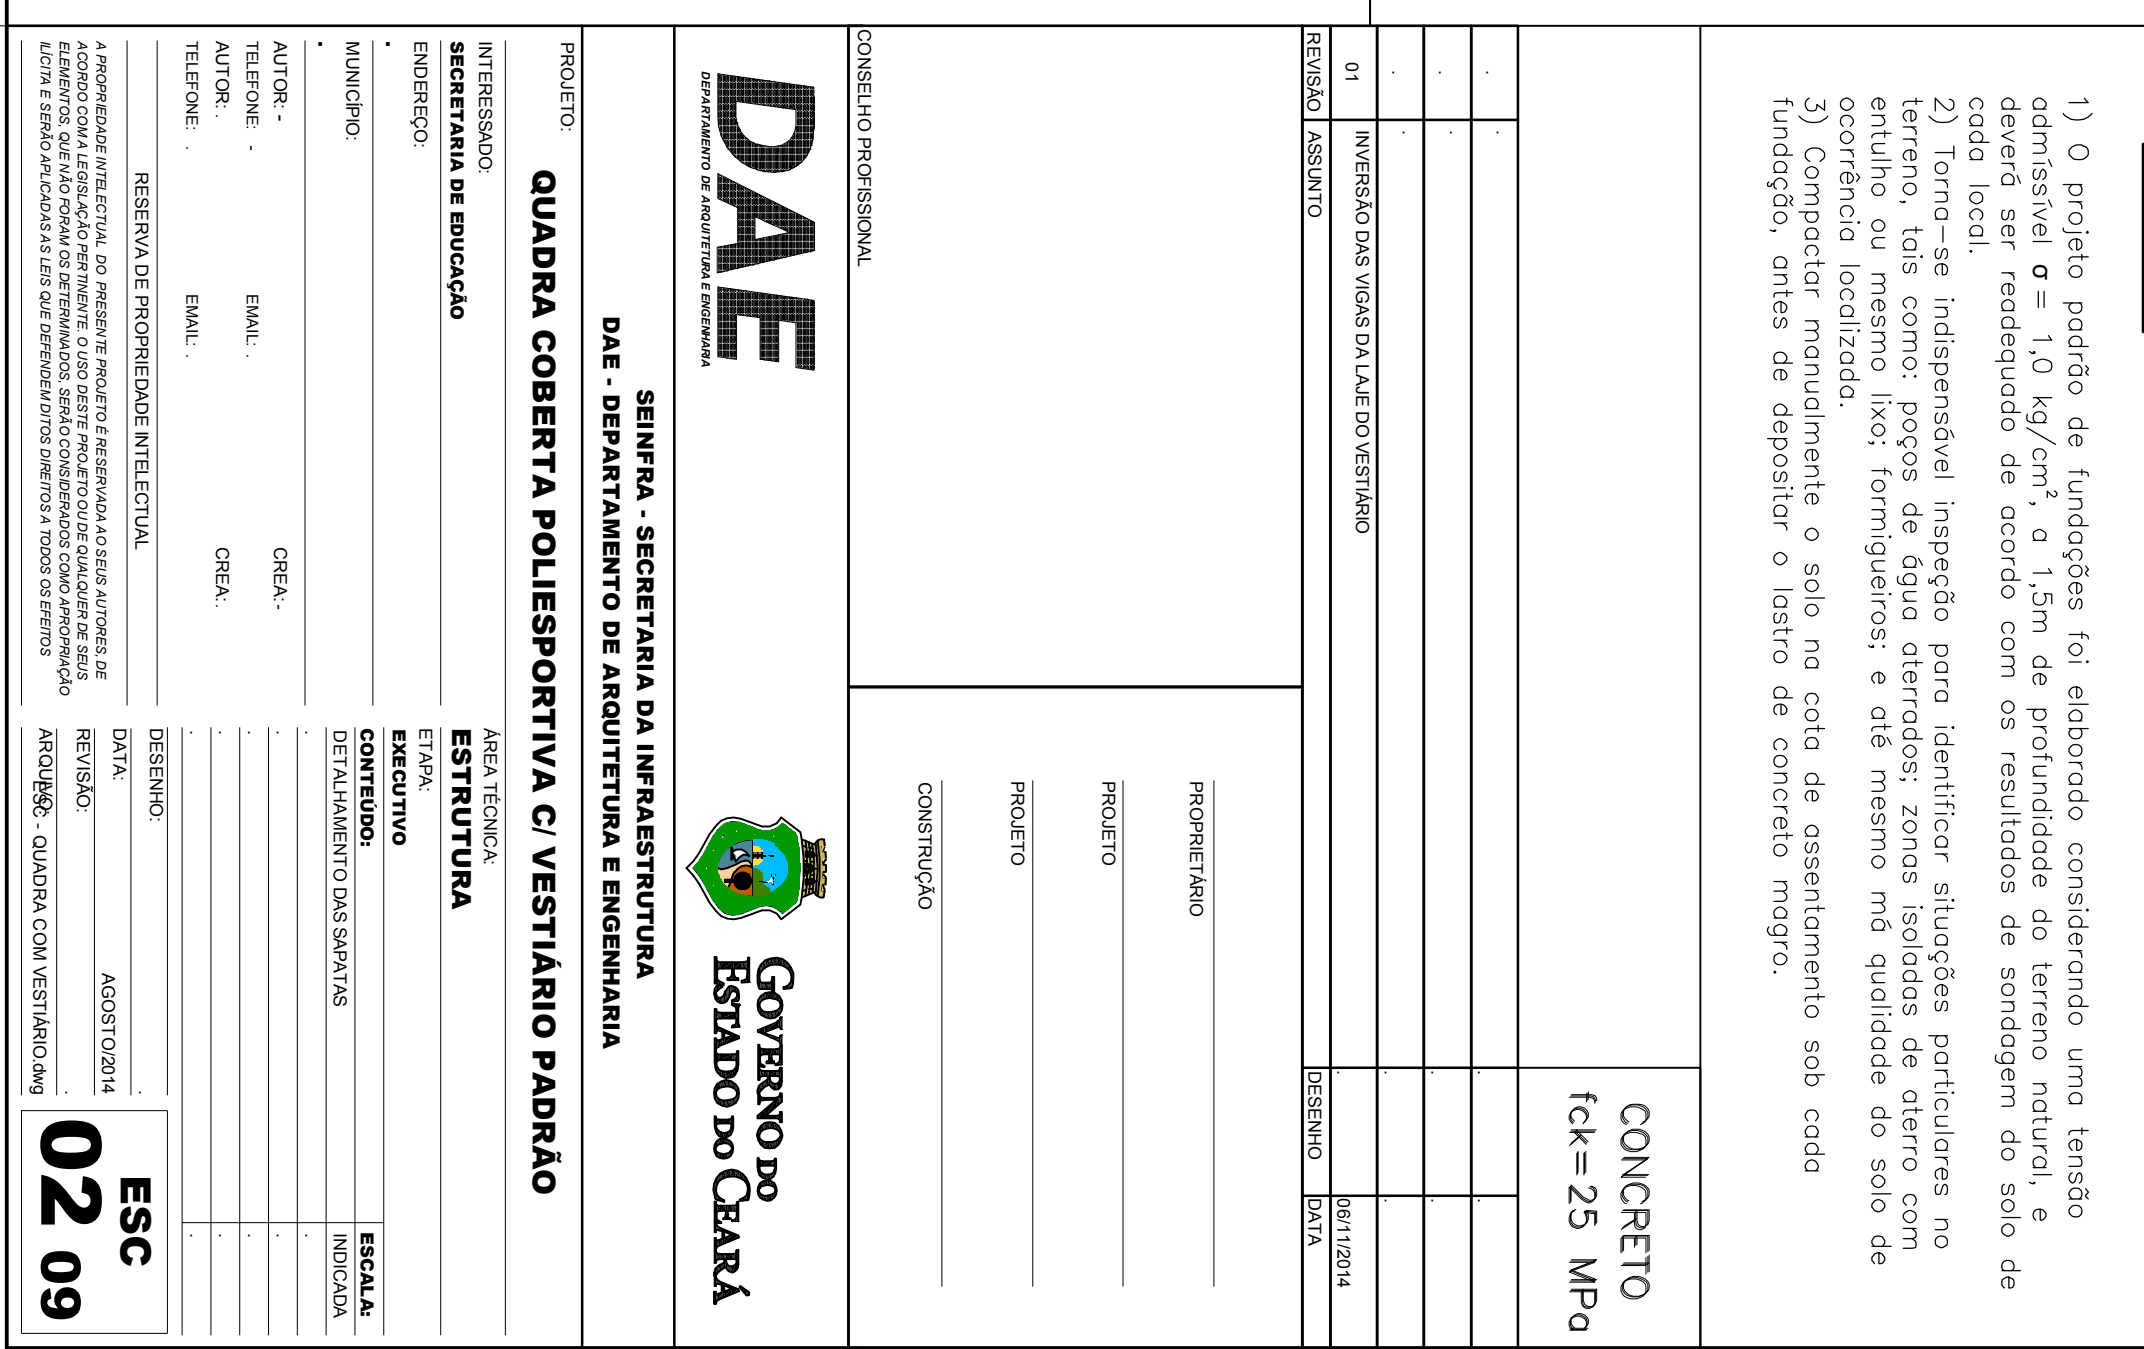 1) O projeto padrão de fundações foi elaborado considerando uma tensão
admíssível σ= 1,0 kg/cm², a 1,5m de profundidade do terreno natural, e
deverá ser readequado de acordo com os resultados de sondagem do solo de
cada local.
2) Torna-se indispensável inspeção para identificar situações particulares no
terreno, tais como: poços de água aterrados; zonas isoladas de aterro com
entulho ou mesmo lixo; formigueiros; e até mesmo má qualidade do solo de
ocorrência localizada.
3) Compactar manualmente o solo na cota de assentamento sob cada
fundação, antes de depositar o lastro de concreto magro.
CONCRETO
fck=25 MPa
01 INVERSÃO DAS VIGAS DA LAJE DO VESTIÁRIO 06/11/2014
REVISÃO ASSUNTO DESENHO DATA
CONSELHO PROFISSIONAL
PROPRIETÁRIO
PROJETO
PROJETO
CONSTRUÇÃO
DAE
DEPARTAMENTO DE ARQUITETURA E ENGENHARIA
GOVERNO DO
ESTADO DO CEARÁ
SEINFRA - SECRETARIA DA INFRAESTRUTURA
DAE - DEPARTAMENTO DE ARQUITETURA E ENGENHARIA
PROJETO:
QUADRA COBERTA POLIESPORTIVA C/ VESTIÁRIO PADRÃO
INTERESSADO:
SECRETARIA DE EDUCAÇÃO
ENDEREÇO:
.
MUNICÍPIO:
.
AUTOR: - CREA:-
TELEFONE: - EMAIL: .
AUTOR: . CREA:.
TELEFONE: . EMAIL: .
RESERVA DE PROPRIEDADE INTELECTUAL
A PROPRIEDADE INTELECTUAL DO PRESENTE PROJETO É RESERVADA AO SEUS AUTORES, DE
ACORDO COM A LEGISLAÇÃO PERTINENTE. O USO DESTE PROJETO OU DE QUALQUER DE SEUS
ELEMENTOS, QUE NÃO FORAM OS DETERMINADOS, SERÃO CONSIDERADOS COMO APROPRIAÇÃO
ILÍCITA E SERÃO APLICADAS AS LEIS QUE DEFENDEM DITOS DIREITOS A TODOS OS EFEITOS
ÁREA TÉCNICA:
ESTRUTURA
ETAPA:
EXECUTIVO
CONTEÚDO: ESCALA:
DETALHAMENTO DAS SAPATAS INDICADA
DESENHO: .
DATA: AGOSTO/2014
REVISÃO: .
ARQUIVO: ESC - QUADRA COM VESTIÁRIO.dwg
ESC
02 09